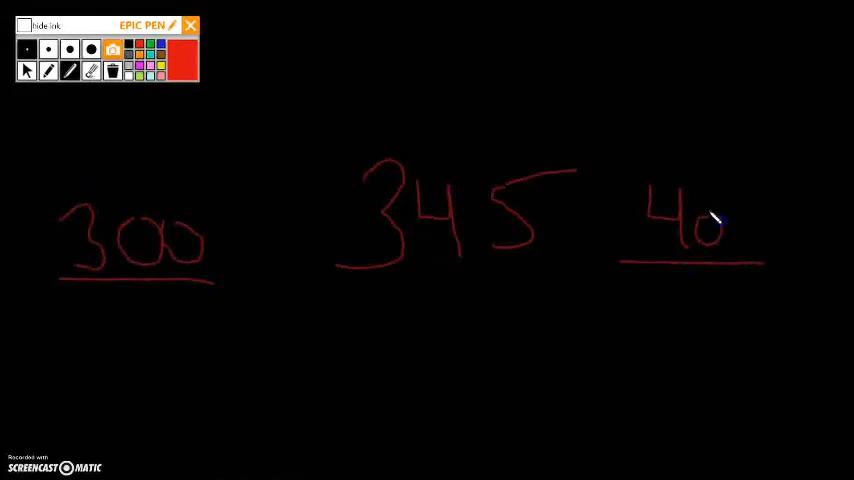 hide ink EPIC PEN
300 345 40
Recorded with
SCREENCAST MATIC